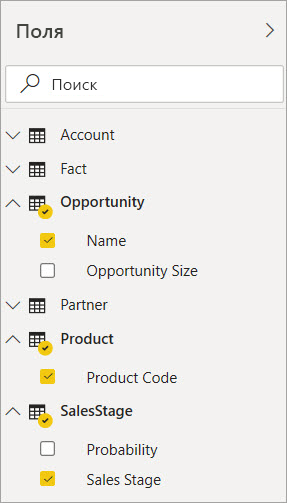 Поля
Поиск
Account
Fact
Opportunity
Name
Opportunity Size
Partner
Product
Product Code
SalesStage
Probability
Sales Stage